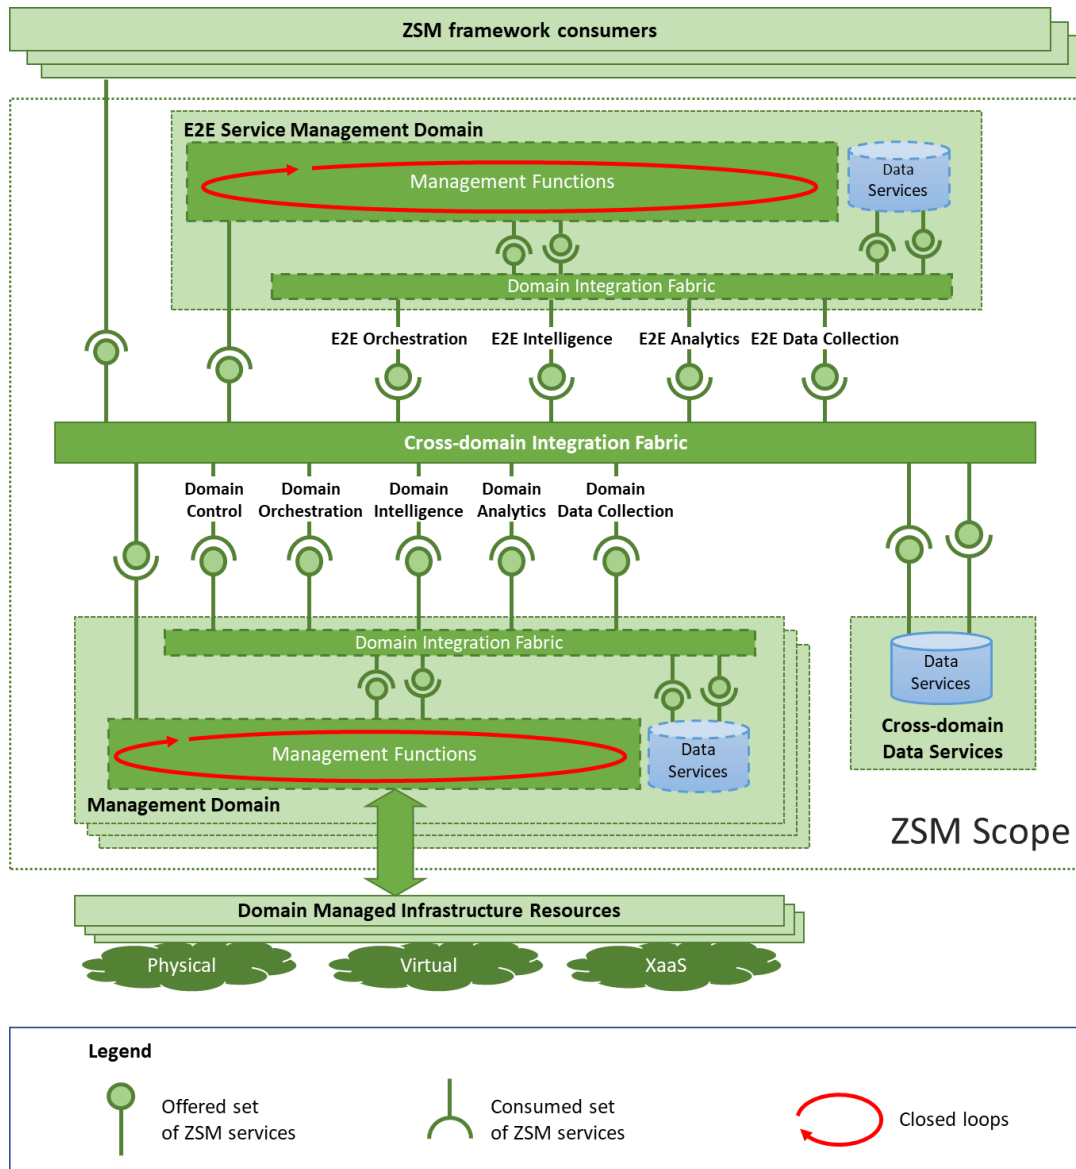 ZSM framework consumers
E2E Service Management Domain
Management Functions
Data
Services
Domain Integration Fabric
E2E Orchestration
E2E Intelligence
E2E Analytics
E2E Data Collection
Cross-domain Integration Fabric
Domain
Control
Domain
Orchestration
Domain
Intelligence
Domain
Analytics
Domain
Data Collection
Domain Integration Fabric
Management Functions
Data
Services
Management Domain
Data
Services
Cross-domain
Data Services
ZSM Scope
Domain Managed Infrastructure Resources
Physical
Virtual
XaaS
Legend
Offered set
of ZSM services
Consumed set
of ZSM services
Closed loops